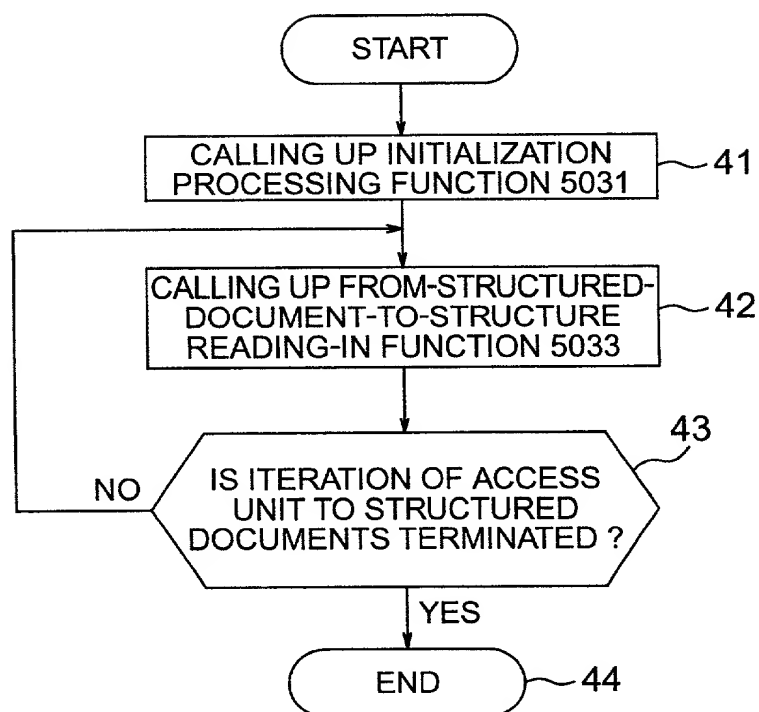 START
CALLING UP INITIALIZATION
PROCESSING FUNCTION 5031
41
CALLING UP FROM-STRUCTURED-
DOCUMENT-TO-STRUCTURE
READING-IN FUNCTION 5033
42
43
IS ITERATION OF ACCESS
UNIT TO STRUCTURED
DOCUMENTS TERMINATED ?
NO
YES
END
44